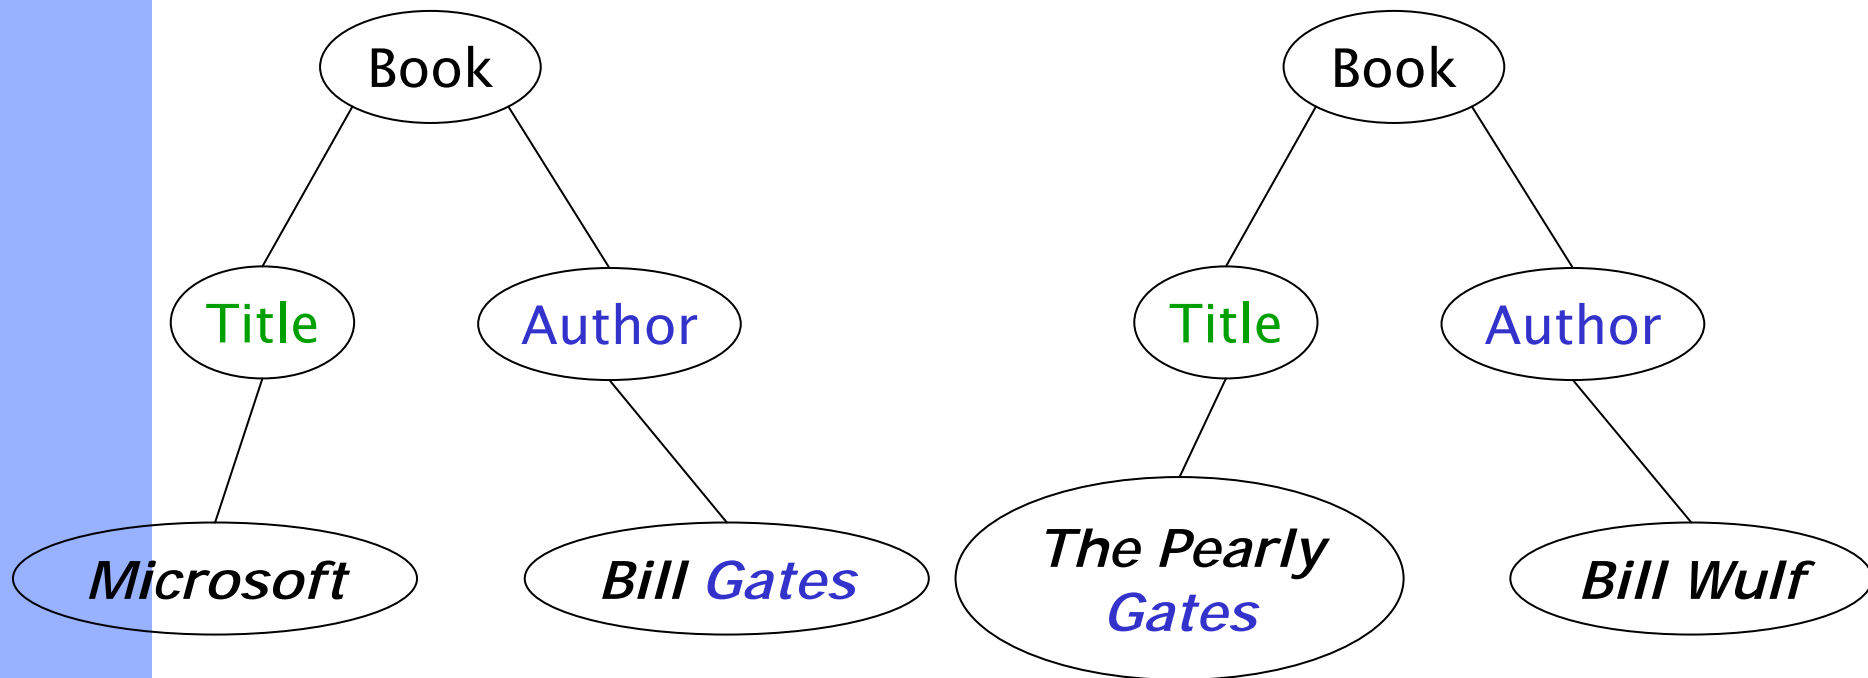 Book
Book
Title
Author
Title
Author
Microsoft
Bill Gates
The Pearly
Gates
Bill Wulf